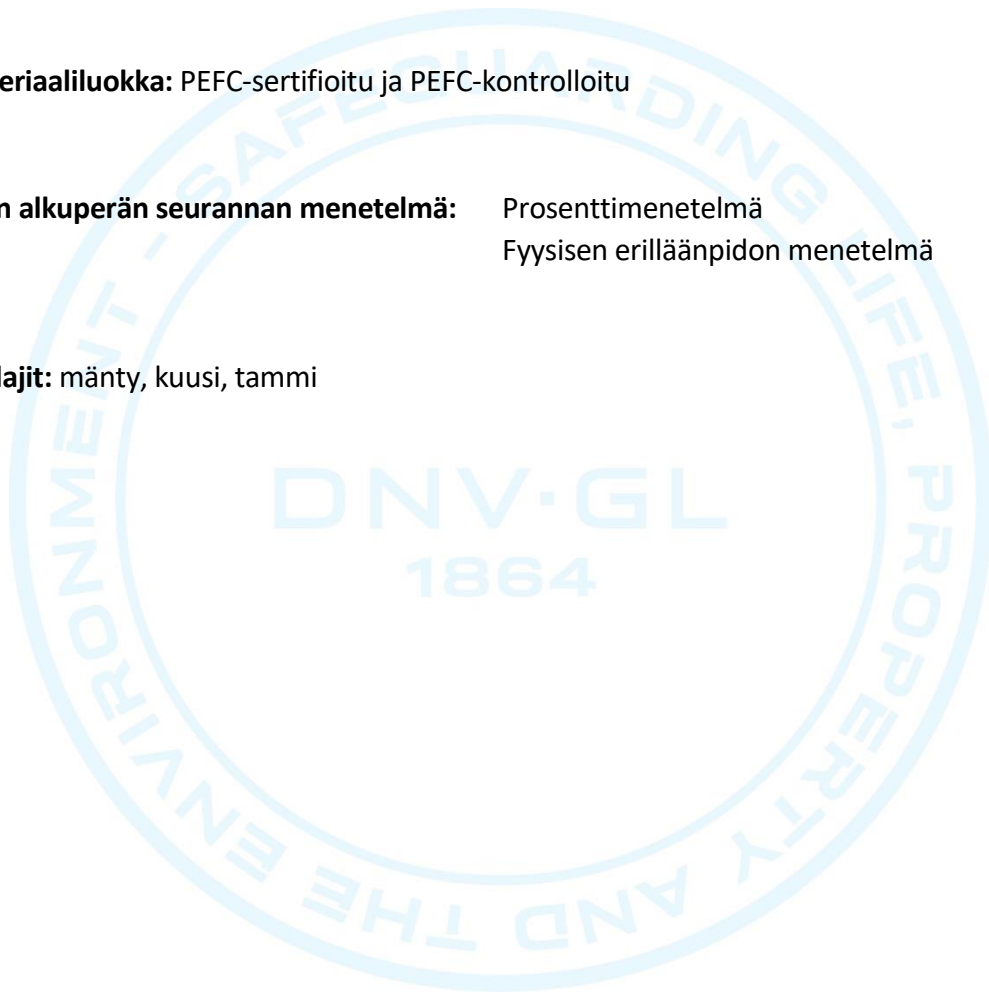 eriaaliluokka: PEFC-sertifioitu ja PEFC-kontrolloitu
n alkuperän seurannan menetelmä: Prosenttimenetelmä
Fyysisen erilläänpidon menetelmä
lajit: mänty, kuusi, tammi
SAFEGUARDING LIFE, PROPERTY AND THE ENVIRONMENT
DNV·GL
1864